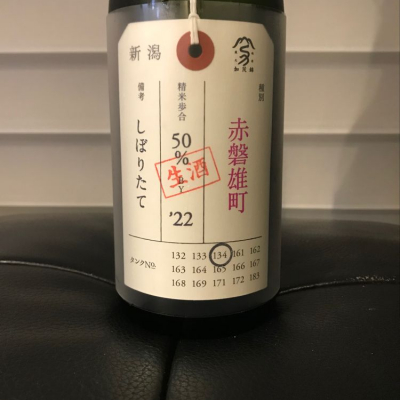 加茂錦
種別
赤磐雄町
新潟
精米歩合
50%
生酒
'22
備考
しぼりたて
タンクNo.
132 133 134 161 162
163 164 165 166 167
168 169 171 172 183